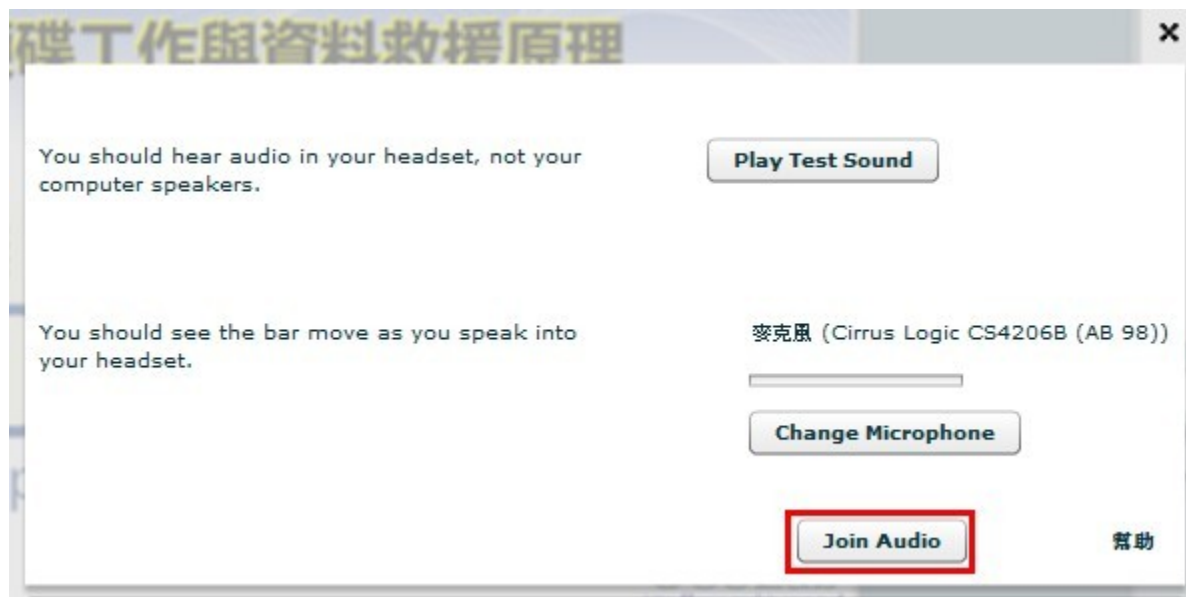 碟工作與資料救援原理
You should hear audio in your headset, not your
computer speakers.
Play Test Sound
You should see the bar move as you speak into
your headset.
麥克風 (Cirrus Logic CS4206B (AB 98))
Change Microphone
Join Audio
幫助